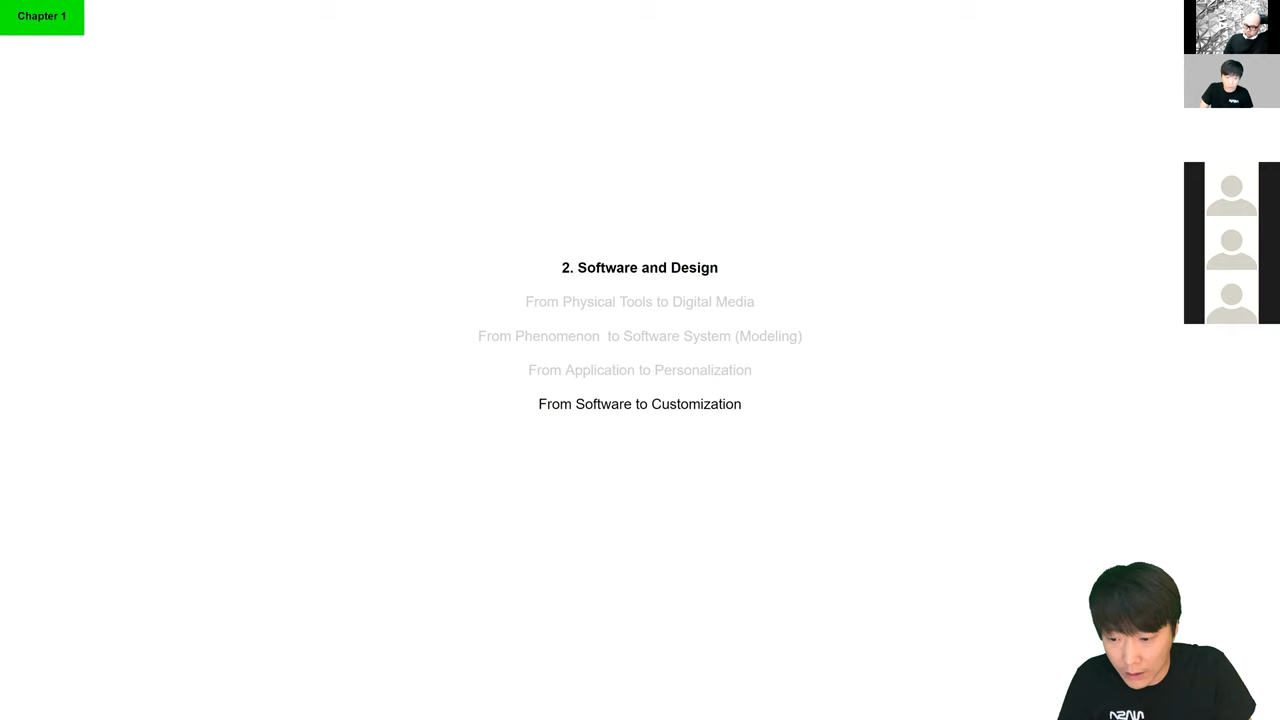 Chapter 1
2. Software and Design
From Physical Tools to Digital Media
From Phenomenon  to Software System (Modeling)
From Application to Personalization
From Software to Customization